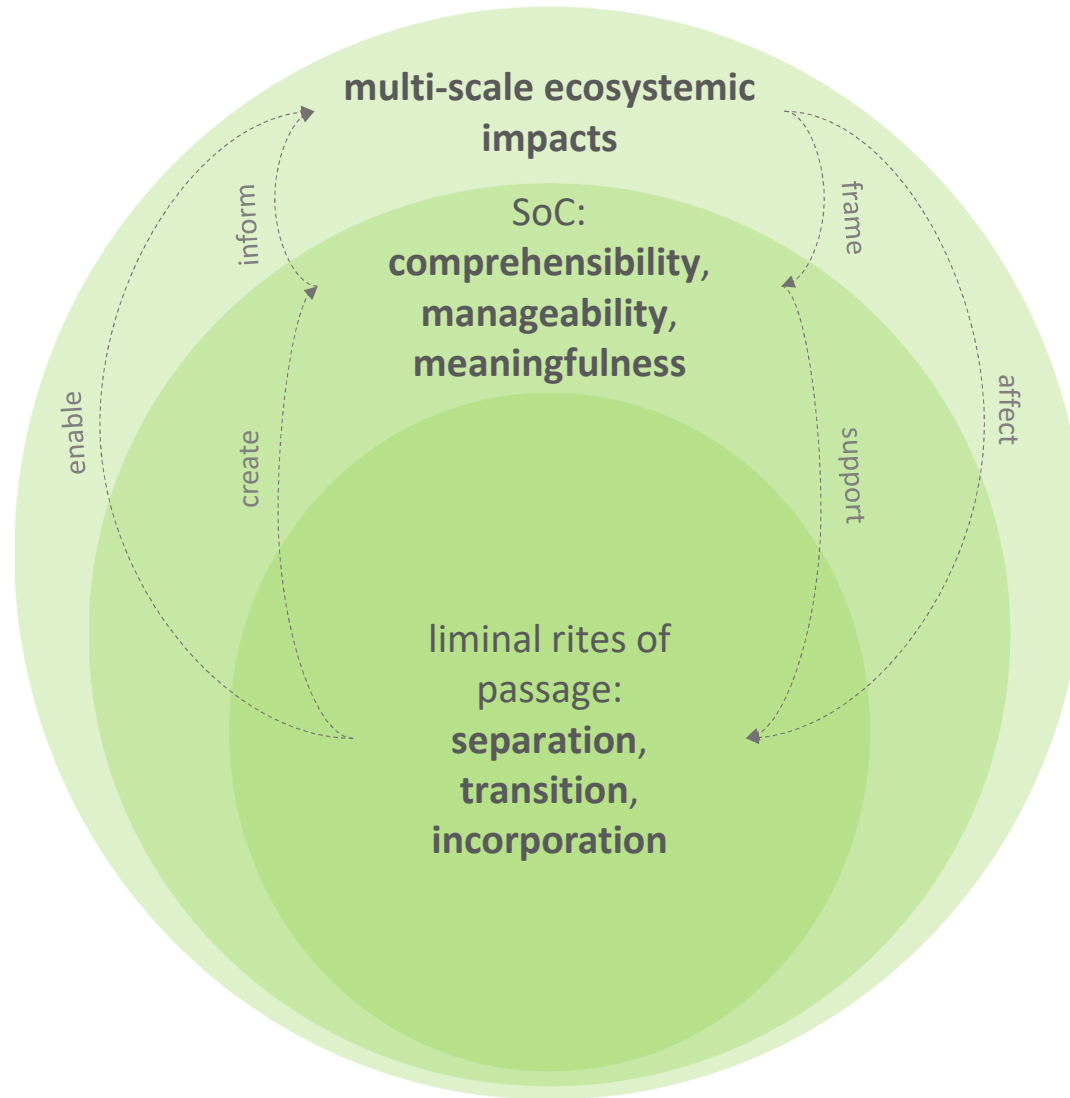 multi-scale ecosystemic
impacts
inform
frame
SoC:
comprehensibility,
manageability,
meaningfulness
enable
create
support
affect
liminal rites of
passage:
separation,
transition,
incorporation